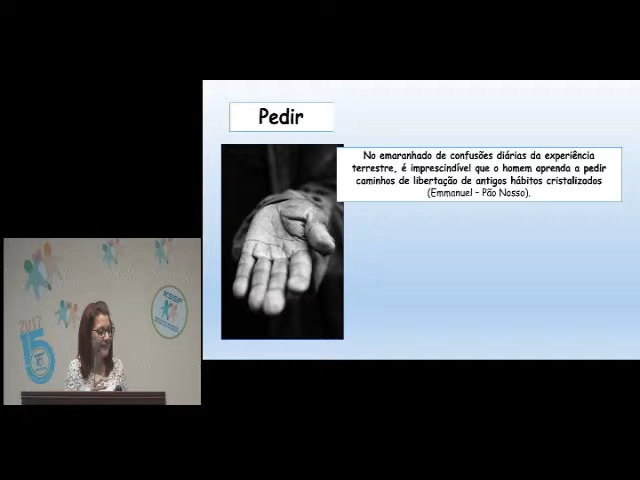 Pedir
No emaranhado de confusões diárias da experiência
terrestre, é imprescindível que o homem aprenda a pedir
caminhos de libertação de antigos hábitos cristalizados
(Emmanuel – Pão Nosso).
2017
15
KSSF